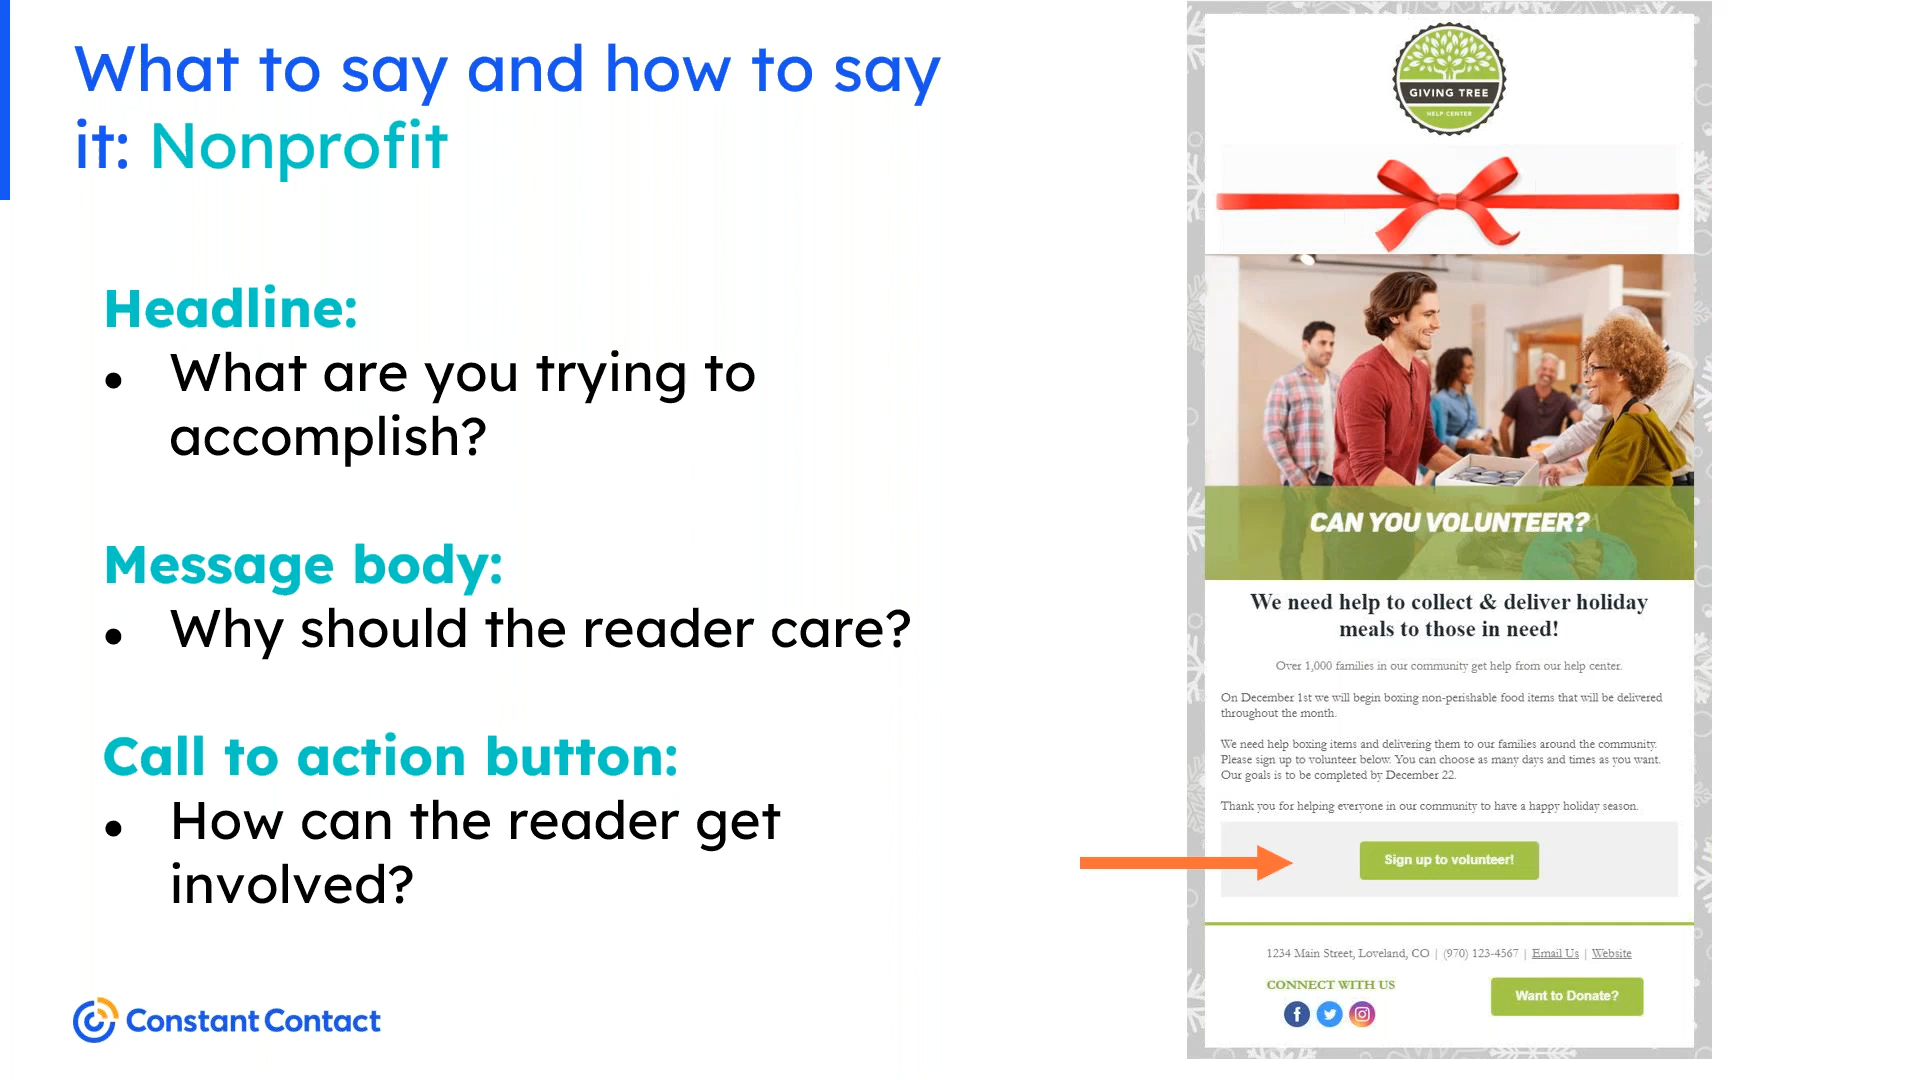 What to say and how to say
it: Nonprofit
Headline:
● What are you trying to
accomplish?
Message body:
● Why should the reader care?
Call to action button:
● How can the reader get
involved?
Constant Contact
GIVING TREE
HELP CENTER
CAN YOU VOLUNTEER?
We need help to collect & deliver holiday
meals to those in need!
Over 1,000 families in our community get help from our help center.
On December 1st we will begin boxing non-perishable food items that will be delivered
throughout the month.
We need help boxing items and delivering them to our families around the community.
Please sign up to volunteer below. You can choose as many days and times as you want.
Our goals is to be completed by December 22.
Thank you for helping everyone in our community to have a happy holiday season.
Sign up to volunteer!
1234 Main Street, Loveland, CO | (970) 123-4567 | Email Us | Website
CONNECT WITH US
Want to Donate?